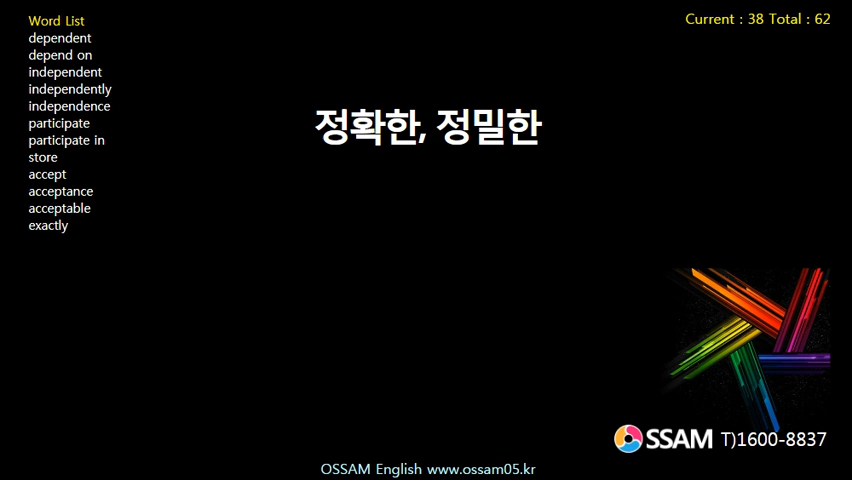 Word List
dependent
depend on
independent
independently
independence
participate
participate in
store
accept
acceptance
acceptable
exactly
Current : 38 Total : 62
정확한, 정밀한
SSAM T)1600-8837
OSSAM English www.ossam05.kr